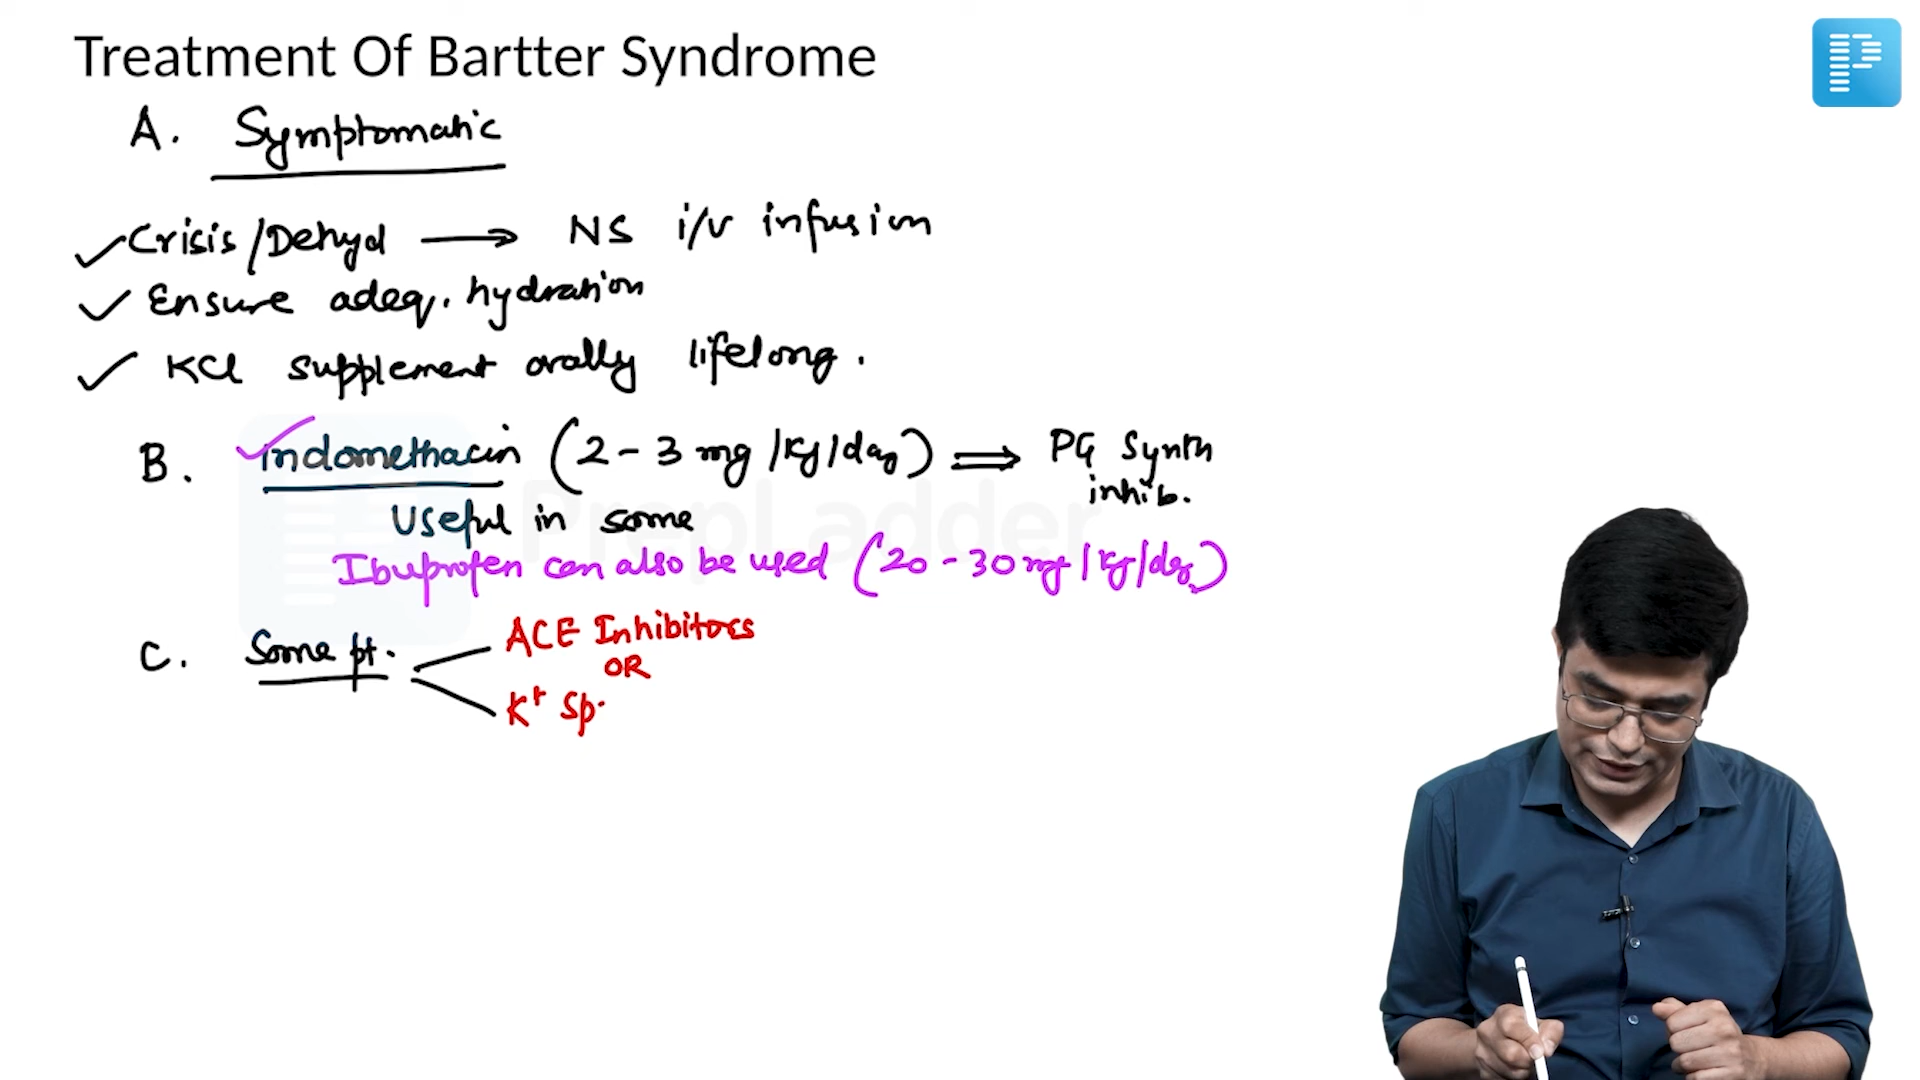 Treatment Of Bartter Syndrome
A. Symptomatic
Crisis/Dehyd → NS i/v infusion
Ensure adeq. hydration
KCl supplement orally lifelong.
B. Indomethacin (2-3 mg/kg/day) ⇒ PG Synth
inhib.
Useful in some
PrepLadder
Ibuprofen can also be used (20-30 mg/kg/day)
C. Some pt. ACE Inhibitors
OR
K+ Sp.